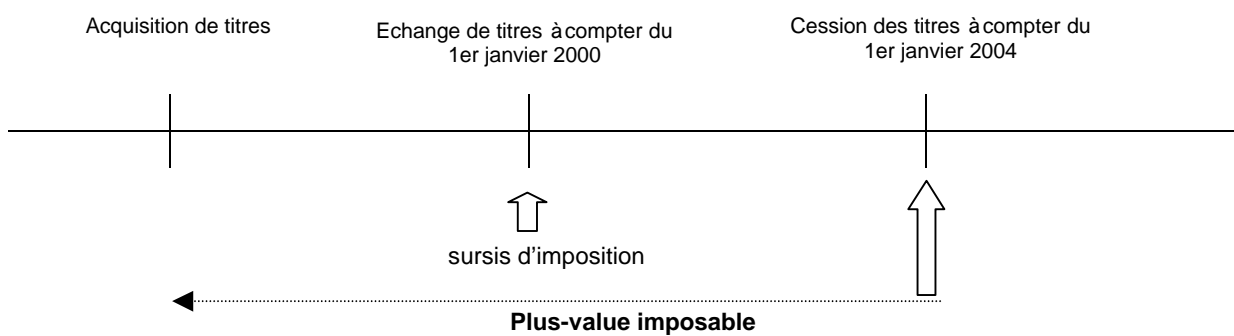 Acquisition de titres
Echange de titres à compter du
1er janvier 2000
Cession des titres à compter du
1er janvier 2004
sursis d'imposition
Plus-value imposable